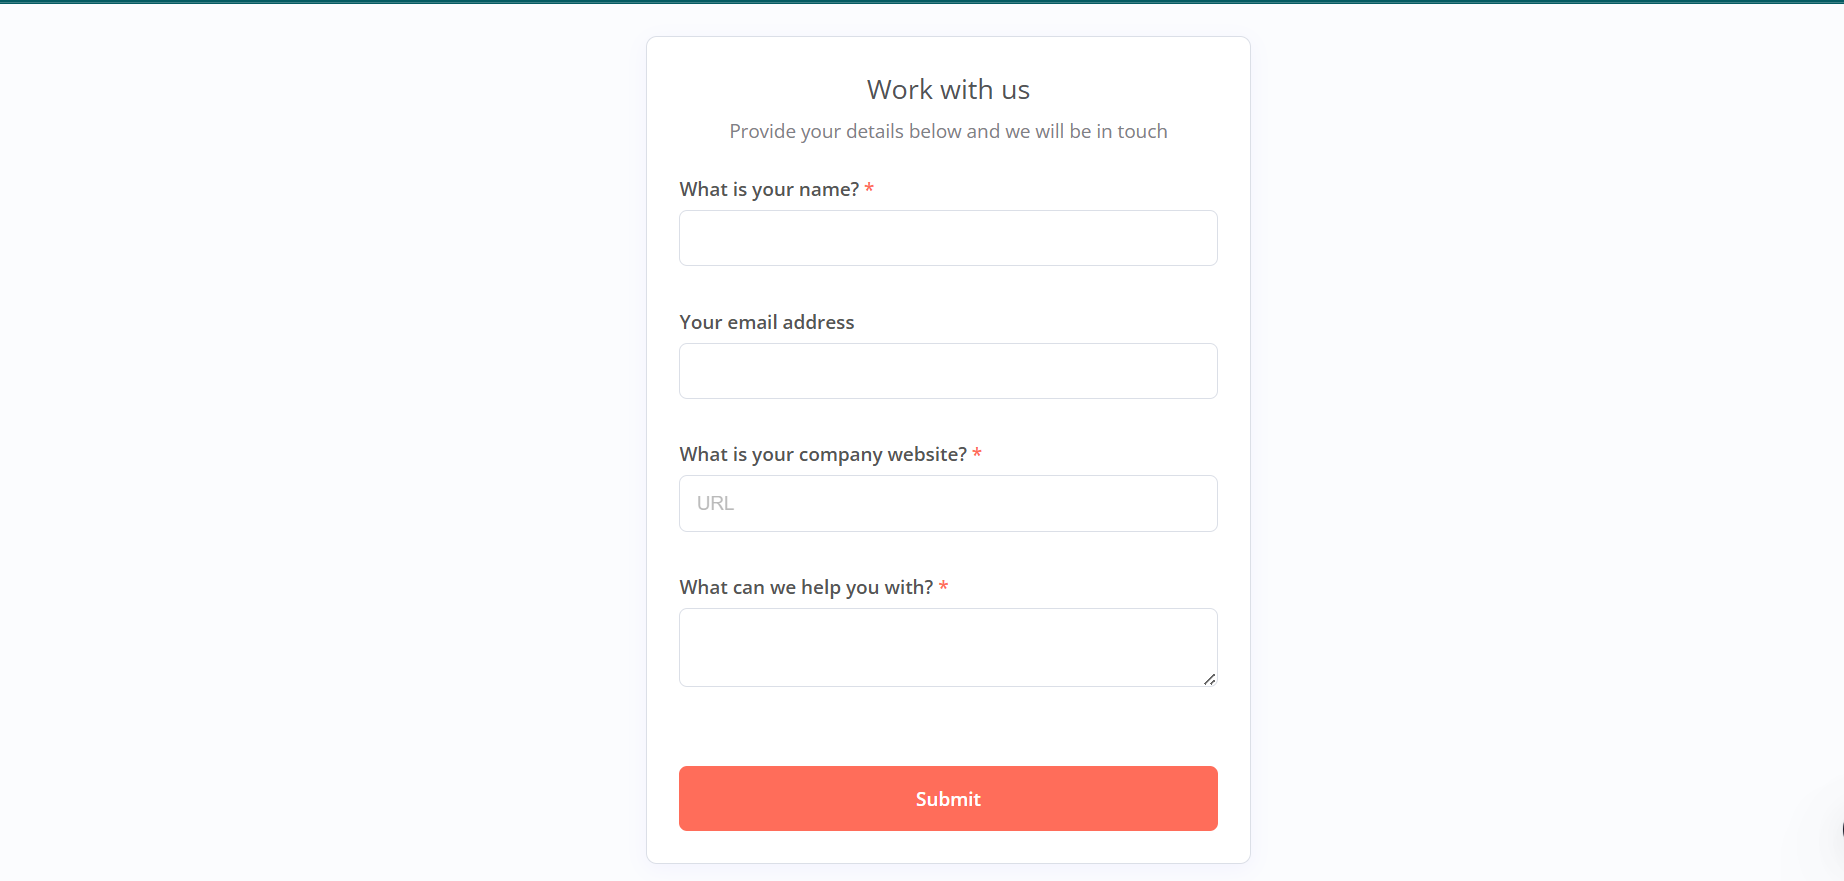 Work with us
Provide your details below and we will be in touch
What is your name? *
Your email address
What is your company website? *
URL
What can we help you with? *
Submit